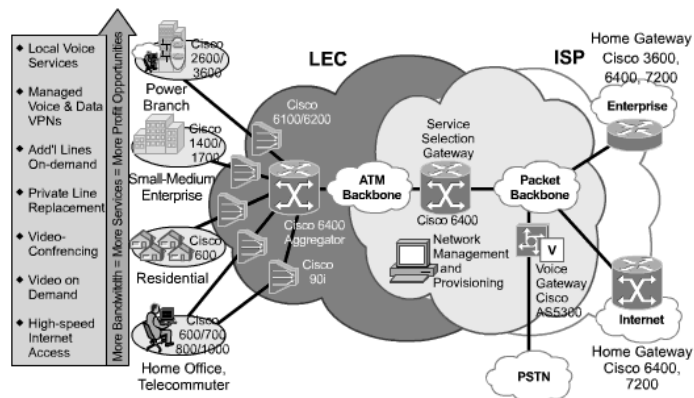 ◆ Local Voice
Services
◆ Managed
Voice & Data
VPNs
◆ Add'l Lines
On-demand
◆ Private Line
Replacement
◆ Video-
Confrencing
◆ Video on
Demand
◆ High-speed
Internet
Access
More Bandwitdth = More Services = More Profit Opportunities
Cisco
2600/
3600
Power
Branch
Cisco
1400/
1700
Small-Medium
Enterprise
Cisco
600
Residential
Cisco
600/700
800/1000
Home Office,
Telecommuter
LEC
Cisco
6100/6200
Cisco 6400
Aggregator
Cisco
90i
ATM
Backbone
Service
Selection
Gateway
Cisco 6400
Network
Management
and
Provisioning
ISP
Packet
Backbone
V
Voice
Gateway
Cisco
AS5300
PSTN
Home Gateway
Cisco 3600,
6400, 7200
Enterprise
Internet
Home Gateway
Cisco 6400,
7200